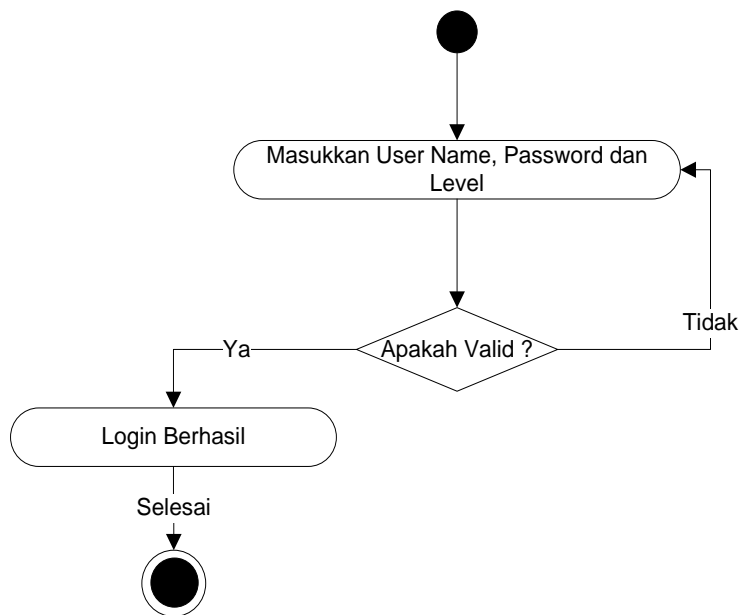 Masukkan User Name, Password dan
Level
Apakah Valid ?
Tidak
Ya
Login Berhasil
Selesai